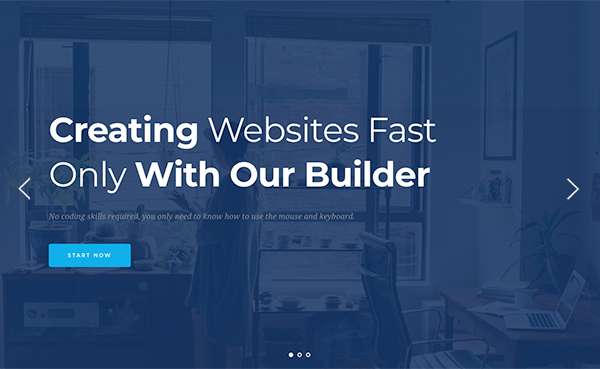 Creating Websites Fast
Only With Our Builder
No coding skills required, you only need to know how to use the mouse and keyboard.
START NOW